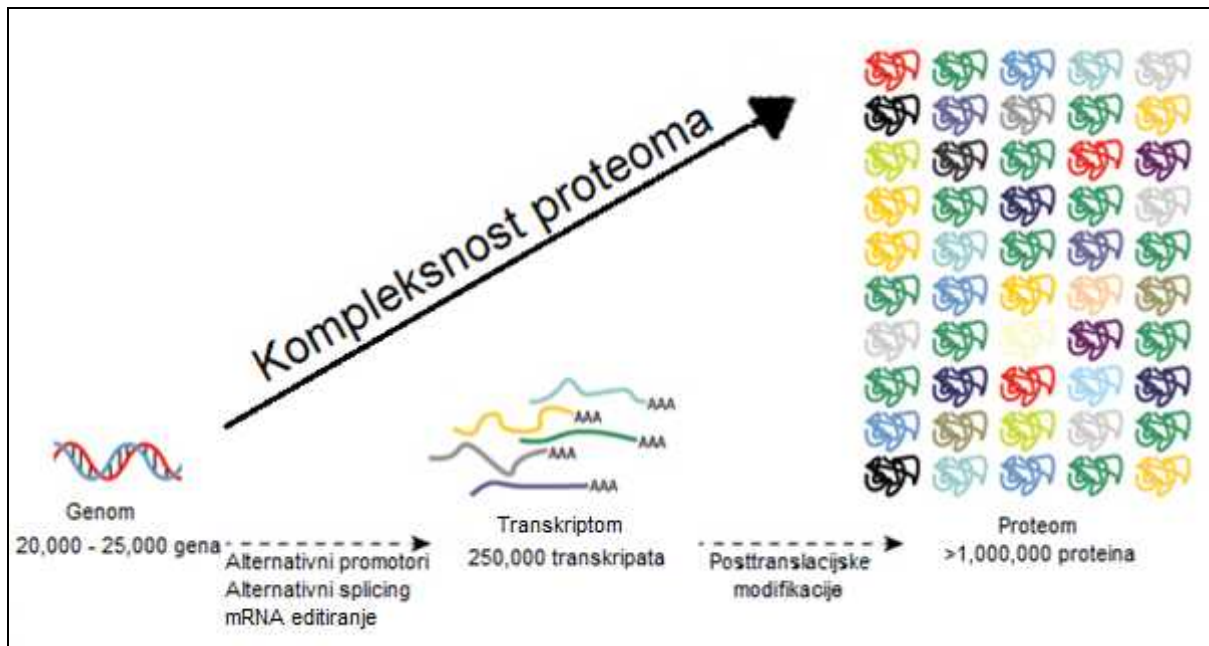 Kompleksnost proteoma
AAA
AAA
AAA
AAA
AAA
Genom
20,000 - 25,000 gena
Alternativni promotori
Alternativni splicing
mRNA editiranje
Transkriptom
250,000 transkripata
Posttranslacijske
modifikacije
Proteom
>1,000,000 proteina